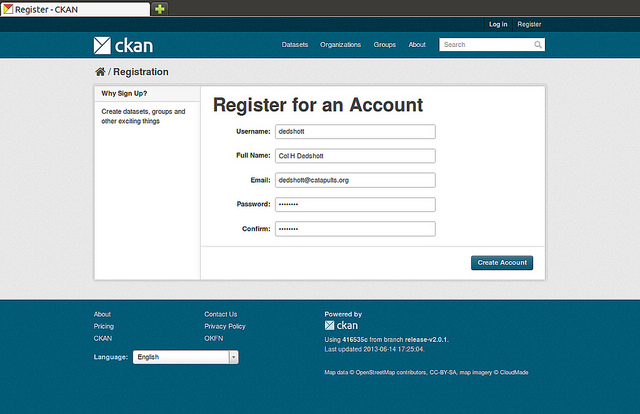 Register - CKAN
Log in Register
ckan
Datasets Organizations Groups About Search
/ Registration
Why Sign Up?
Create datasets, groups and
other exciting things
Register for an Account
Username: dedshott
Full Name: Col H Dedshott
Email: dedshott@catapults.org
Password: ••••••••
Confirm: ••••••••
Create Account
About
Pricing
CKAN
Language: English
Contact Us
Privacy Policy
OKFN
Powered by
ckan
Using 416535c from branch release-v2.0.1.
Last updated 2013-06-14 17:25:04.
Map data © OpenStreetMap contributors, CC-BY-SA, map imagery © CloudMade